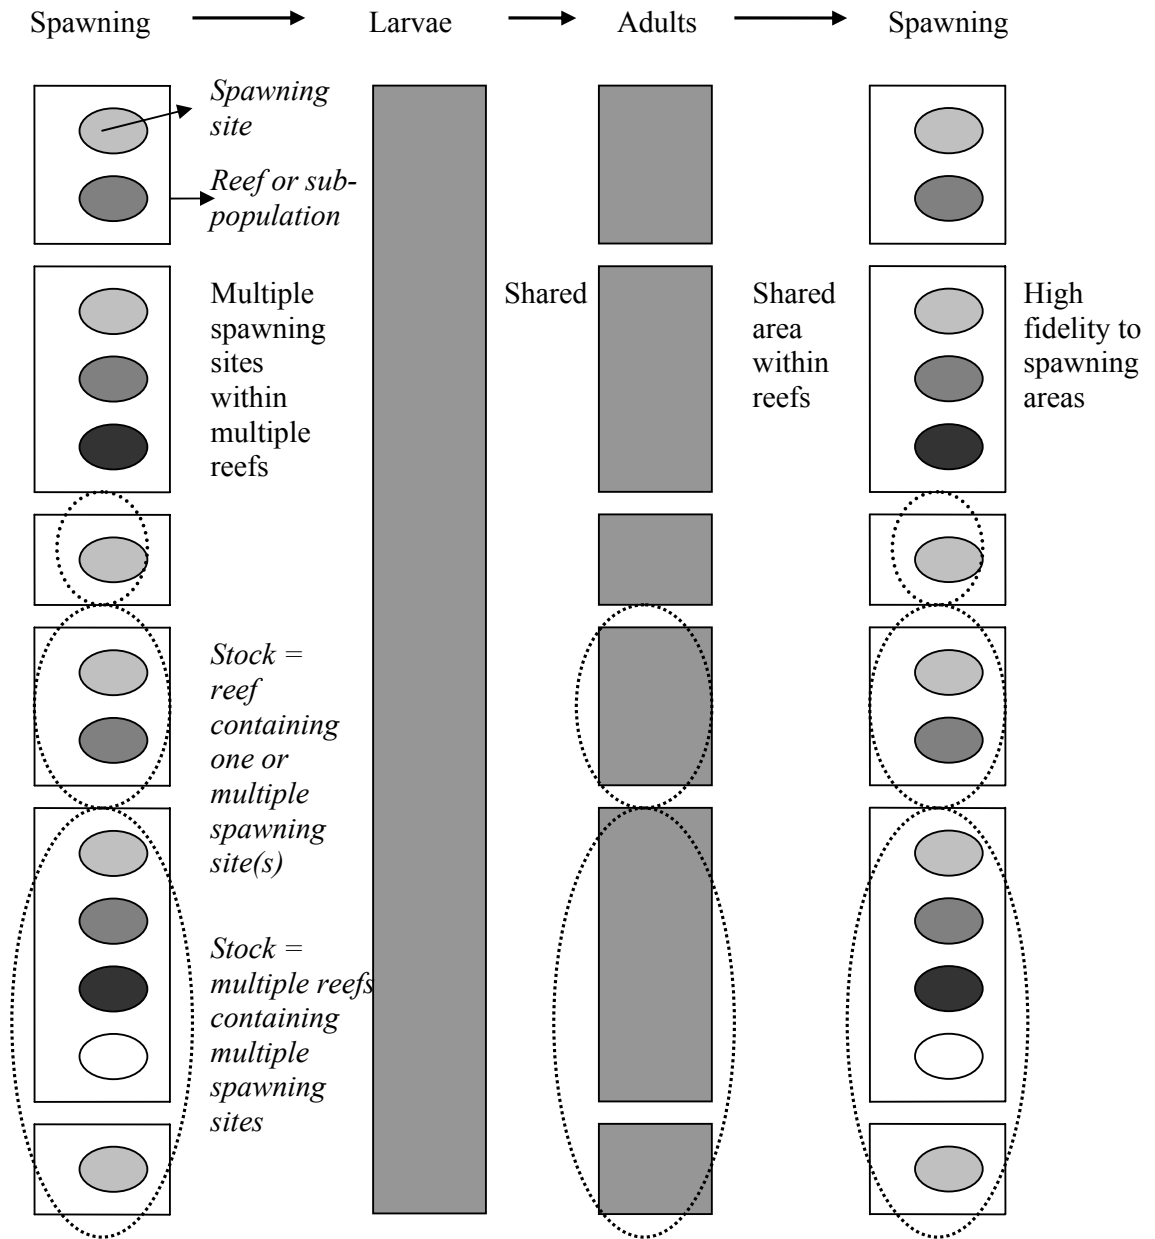 Spawning
Larvae
Adults
Spawning
Spawning
site
Reef or sub-
population
Multiple
spawning
sites
within
multiple
reefs
Shared
Shared
area
within
reefs
High
fidelity to
spawning
areas
Stock =
reef
containing
one or
multiple
spawning
site(s)
Stock =
multiple reefs
containing
multiple
spawning
sites